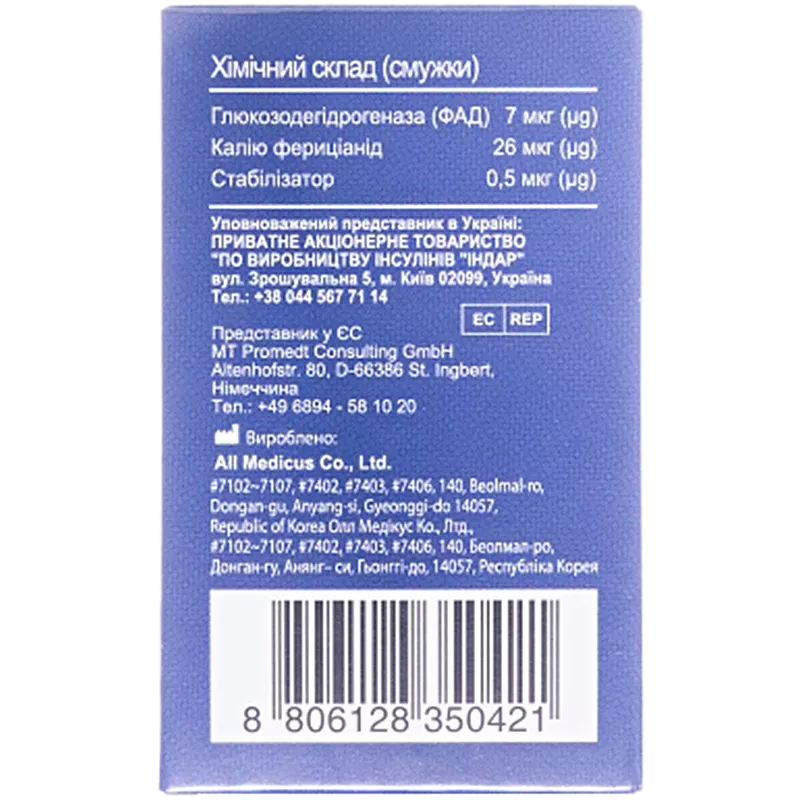 Хімічний склад (смужки)
Глюкозодегідрогеназа (ФАД) 7 мкг (µg)
Калію фериціанід 26 мкг (µg)
Стабілізатор 0,5 мкг (µg)
Уповноважений представник в Україні:
ПРИВАТНЕ АКЦІОНЕРНЕ ТОВАРИСТВО
"ПО ВИРОБНИЦТВУ ІНСУЛІНІВ "ІНДАР"
вул. Зрошувальна 5, м. Київ 02099, Україна
Тел.: +38 044 567 71 14
EC REP
Представник у ЄС
MT Promedt Consulting GmbH
Altenhofstr. 80, D-66386 St. Ingbert,
Німеччина
Тел.: +49 6894 - 58 10 20
Вироблено:
All Medicus Co., Ltd.
#7102~7107, #7402, #7403, #7406, 140, Beolmal-ro,
Dongan-gu, Anyang-si, Gyeonggi-do 14057,
Republic of Korea Олл Медікус Ко., Лтд.,
#7102~7107, #7402, #7403, #7406, 140, Беолмал-ро,
Донган-гу, Анянг– си, Гьонггі-до, 14057, Республіка Корея
8 806128 350421